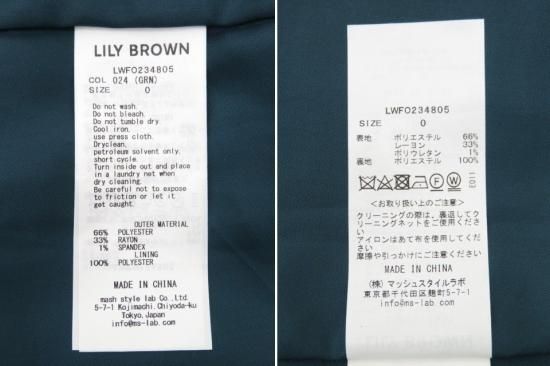 LILY BROWN
LWFO234805
COL 024 (GRN)
SIZE 0
Do not wash.
Do not bleach.
Do not tumble dry.
Cool iron,
use press cloth.
Dryclean,
petroleum solvent only,
short cycle.
Turn inside out and place
in a laundry net when
dry cleaning.
Be careful not to expose
to friction or let it
get caught.
OUTER MATERIAL
66% POLYESTER
33% RAYON
1% SPANDEX
LINING
100% POLYESTER
MADE IN CHINA
mash style lab Co.,Ltd.
5-7-1 Kojimachi,Chiyoda-ku
Tokyo,Japan
info@ms-lab.com
LWFO234805
SIZE 0
表地 ポリエステル 66%
レーヨン 33%
ポリウレタン 1%
裏地 ポリエステル 100%
1103
<お取り扱い上のご注意>
クリーニングの際は、裏返してク
リーニングネットをご使用くださ
い
アイロンはあて布を使用してくだ
さい
摩擦や引っかけにご注意ください
MADE IN CHINA
(株)マッシュスタイルラボ
東京都千代田区麹町5-7-1
info@ms-lab.com